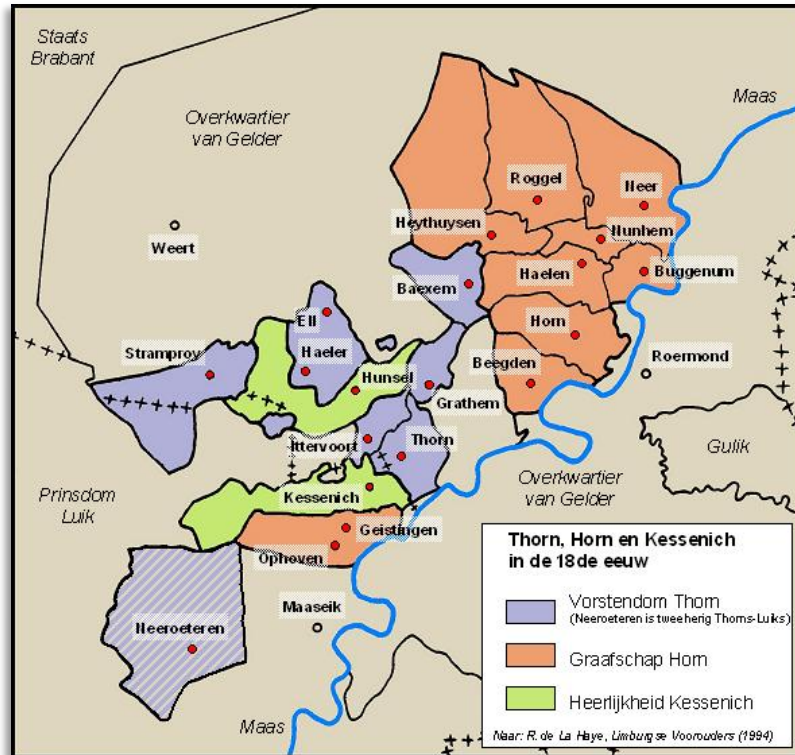 Staats
Brabant
Overkwartier
van Gelder
Maas
Roggel
Neer
Heythuysen
Nunhem
Weert
Haelen
Buggenum
Baexem
Ell
Horn
Stramproy
Haeler
Hunsel
Beegden
Roermond
Grathem
Ittervoort
Thorn
Gulik
Overkwartier
van Gelder
Prinsdom
Luik
Kessenich
Geistingen
Ophoven
Thorn, Horn en Kessenich
in de 18de eeuw
Vorstendom Thorn
(Neeroeteren is tweeherig Thorns-Luiks)
Maaseik
Neeroeteren
Graafschap Horn
Heerlijkheid Kessenich
Maas
Naar: R. de La Haye, Limburgse Voorouders (1994)